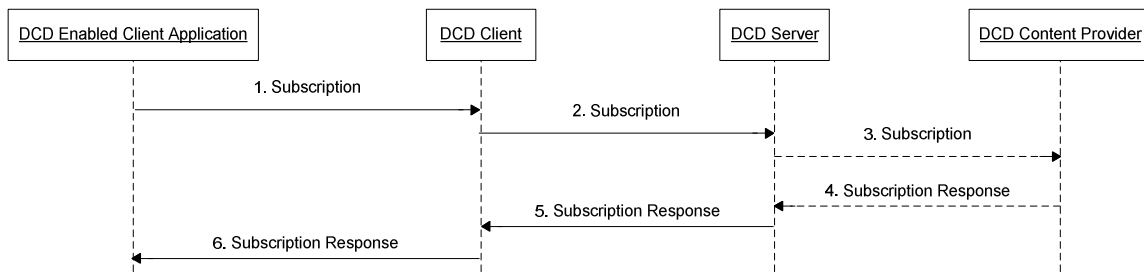 DCD Enabled Client Application
DCD Client
DCD Server
DCD Content Provider
1. Subscription
2. Subscription
3. Subscription
4. Subscription Response
5. Subscription Response
6. Subscription Response